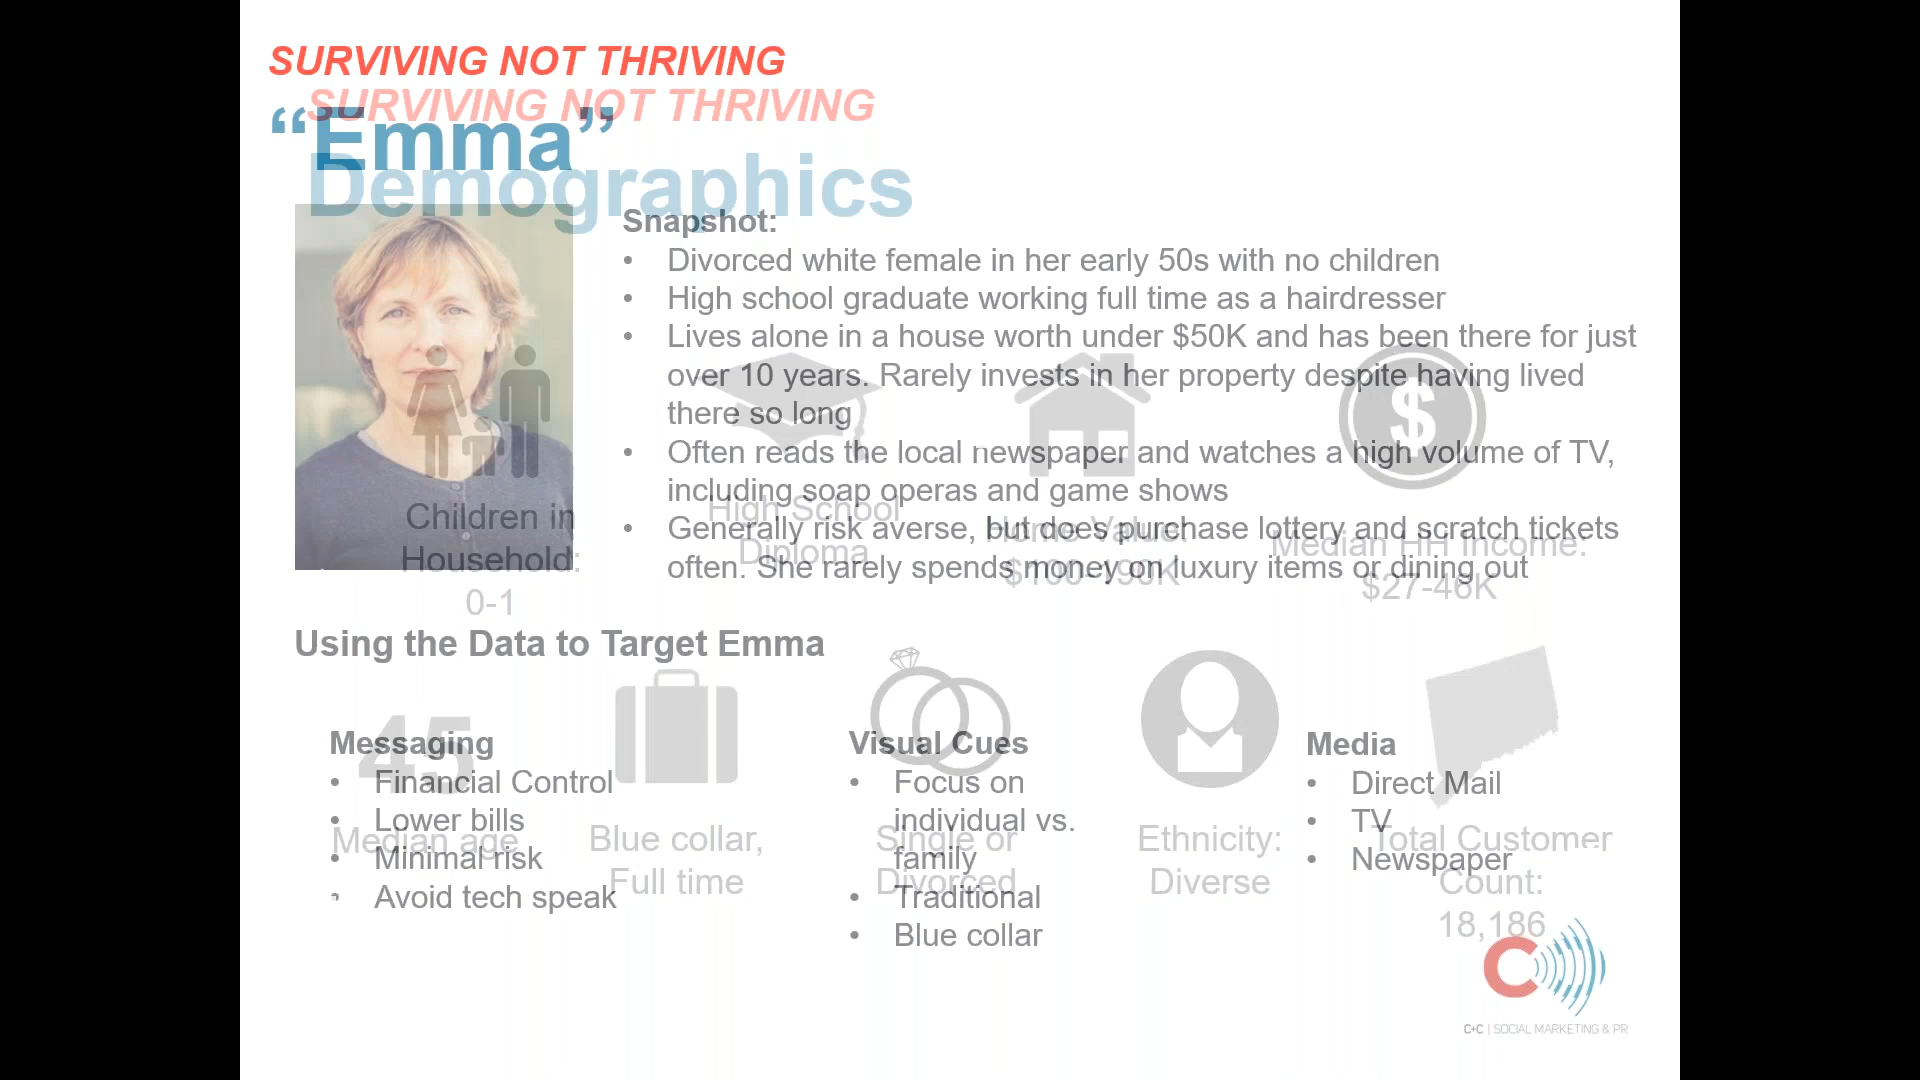 SURVIVING NOT THRIVING
“Emma”
Snapshot:
• Divorced white female in her early 50s with no children
• High school graduate working full time as a hairdresser
• Lives alone in a house worth under $50K and has been there for just
over 10 years. Rarely invests in her property despite having lived
there so long
• Often reads the local newspaper and watches a high volume of TV,
including soap operas and game shows
• Generally risk averse, but does purchase lottery and scratch tickets
often. She rarely spends money on luxury items or dining out
Using the Data to Target Emma
Messaging
• Financial Control
• Lower bills
• Minimal risk
• Avoid tech speak
Visual Cues
• Focus on
individual vs.
family
• Traditional
• Blue collar
Media
• Direct Mail
• TV
• Newspaper
SURVIVING NOT THRIVING
Demographics
Children in
Household:
0-1
High School
Diploma
Home Value:
Median HH Income:
$27-46K
45
Median age
Blue collar,
Full time
Single or
Divorced
Ethnicity:
Diverse
Total Customer
Count:
18,186
C+C | SOCIAL MARKETING & PR